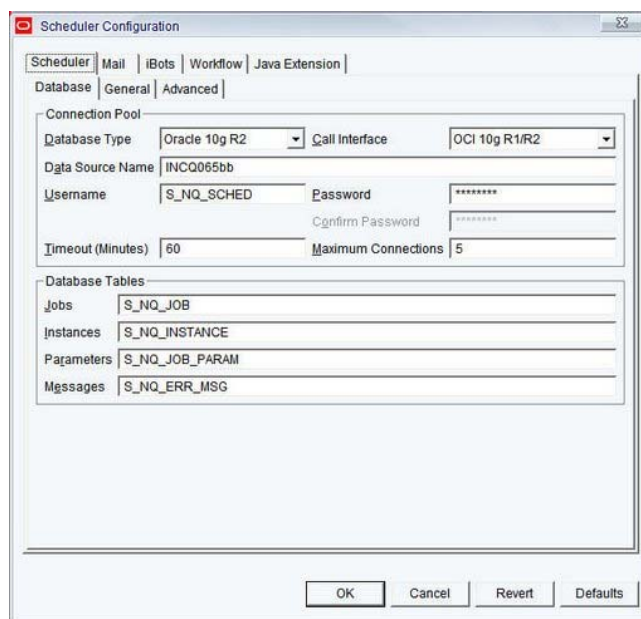 Scheduler Configuration
Scheduler Mail iBots Workflow Java Extension
Database General Advanced
Connection Pool
Database Type Oracle 10g R2 Call Interface OCI 10g R1/R2
Data Source Name INCQ065bb
Username S_NQ_SCHED Password ********
Confirm Password ********
Timeout (Minutes) 60 Maximum Connections 5
Database Tables
Jobs S_NQ_JOB
Instances S_NQ_INSTANCE
Parameters S_NQ_JOB_PARAM
Messages S_NQ_ERR_MSG
OK Cancel Revert Defaults